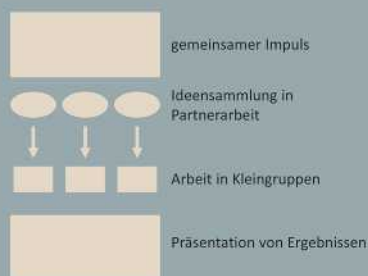 gemeinsamer Impuls
Ideensammlung in
Partnerarbeit
Arbeit in Kleingruppen
Präsentation von Ergebnissen